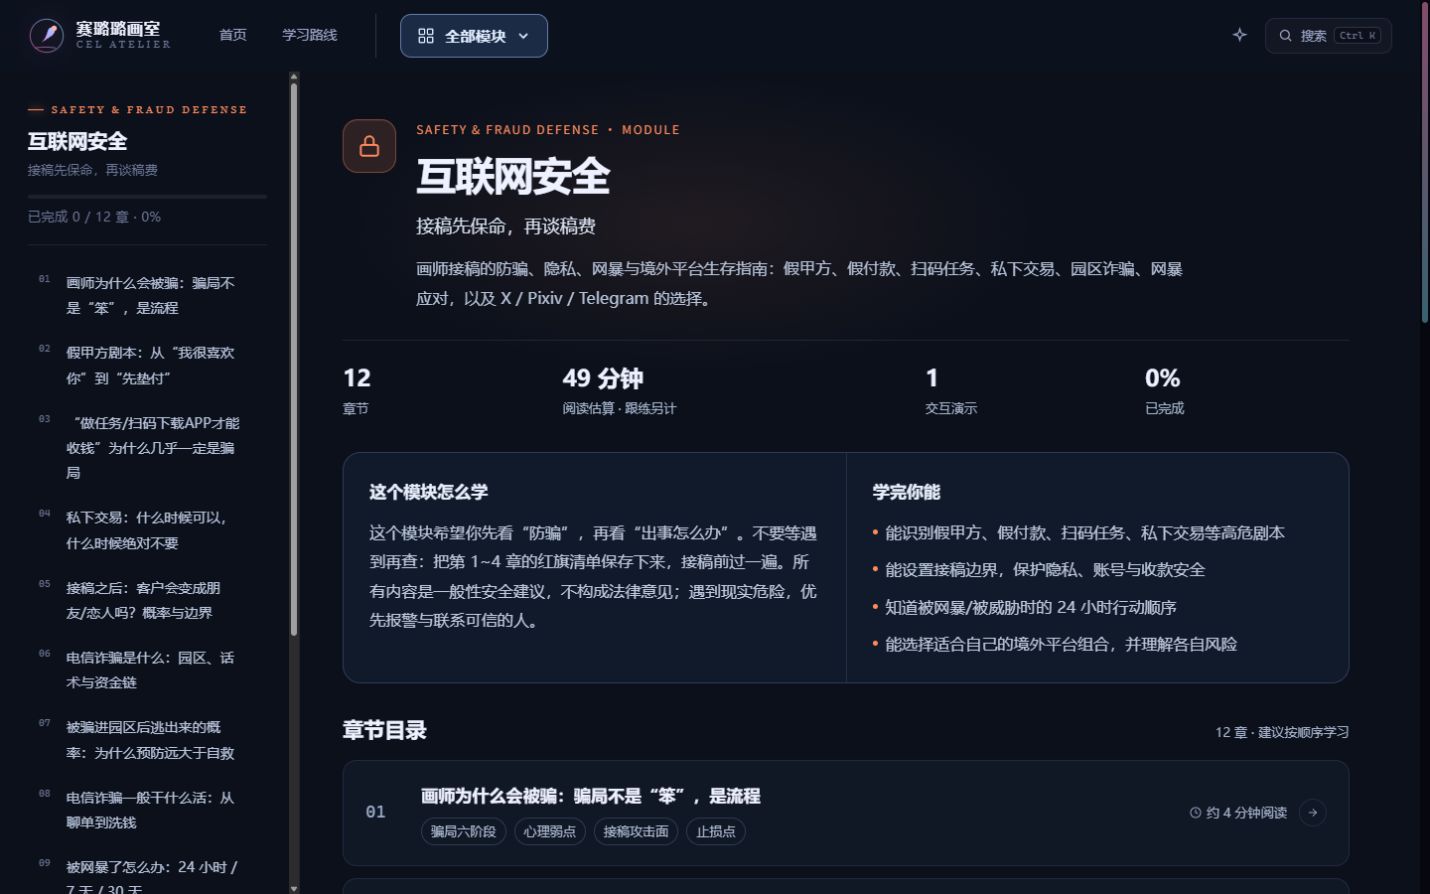 赛璐璐画室
CEL ATELIER
首页
学习路线
全部模块
搜索
Ctrl K
SAFETY & FRAUD DEFENSE
互联网安全
接稿先保命，再谈稿费
已完成 0 / 12 章 · 0%
01
画师为什么会被骗：骗局不
是“笨”，是流程
02
假甲方剧本：从“我很喜欢
你”到“先垫付”
03
“做任务/扫码下载APP才能
收钱”为什么几乎一定是骗
局
04
私下交易：什么时候可以，
什么时候绝对不要
05
接稿之后：客户会变成朋
友/恋人吗？概率与边界
06
电信诈骗是什么：园区、话
术与资金链
07
被骗进园区后逃出来的概
率：为什么预防远大于自救
08
电信诈骗一般干什么活：从
聊单到洗钱
09
被网暴了怎么办：24 小时 /
7 天 / 30 天
SAFETY & FRAUD DEFENSE · MODULE
互联网安全
接稿先保命，再谈稿费
画师接稿的防骗、隐私、网暴与境外平台生存指南：假甲方、假付款、扫码任务、私下交易、园区诈骗、网暴
应对，以及 X / Pixiv / Telegram 的选择。
12
章节
49 分钟
阅读估算 · 跟练另计
1
交互演示
0%
已完成
这个模块怎么学
这个模块希望你先看“防骗”，再看“出事怎么办”。不要等遇
到再查：把第 1~4 章的红旗清单保存下来，接稿前过一遍。所
有内容是一般性安全建议，不构成法律意见；遇到现实危险，优
先报警与联系可信的人。
学完你能
• 能识别假甲方、假付款、扫码任务、私下交易等高危剧本
• 能设置接稿边界，保护隐私、账号与收款安全
• 知道被网暴/被威胁时的 24 小时行动顺序
• 能选择适合自己的境外平台组合，并理解各自风险
章节目录
12 章 · 建议按顺序学习
01
画师为什么会被骗：骗局不是“笨”，是流程
骗局六阶段
心理弱点
接稿攻击面
止损点
约 4 分钟阅读